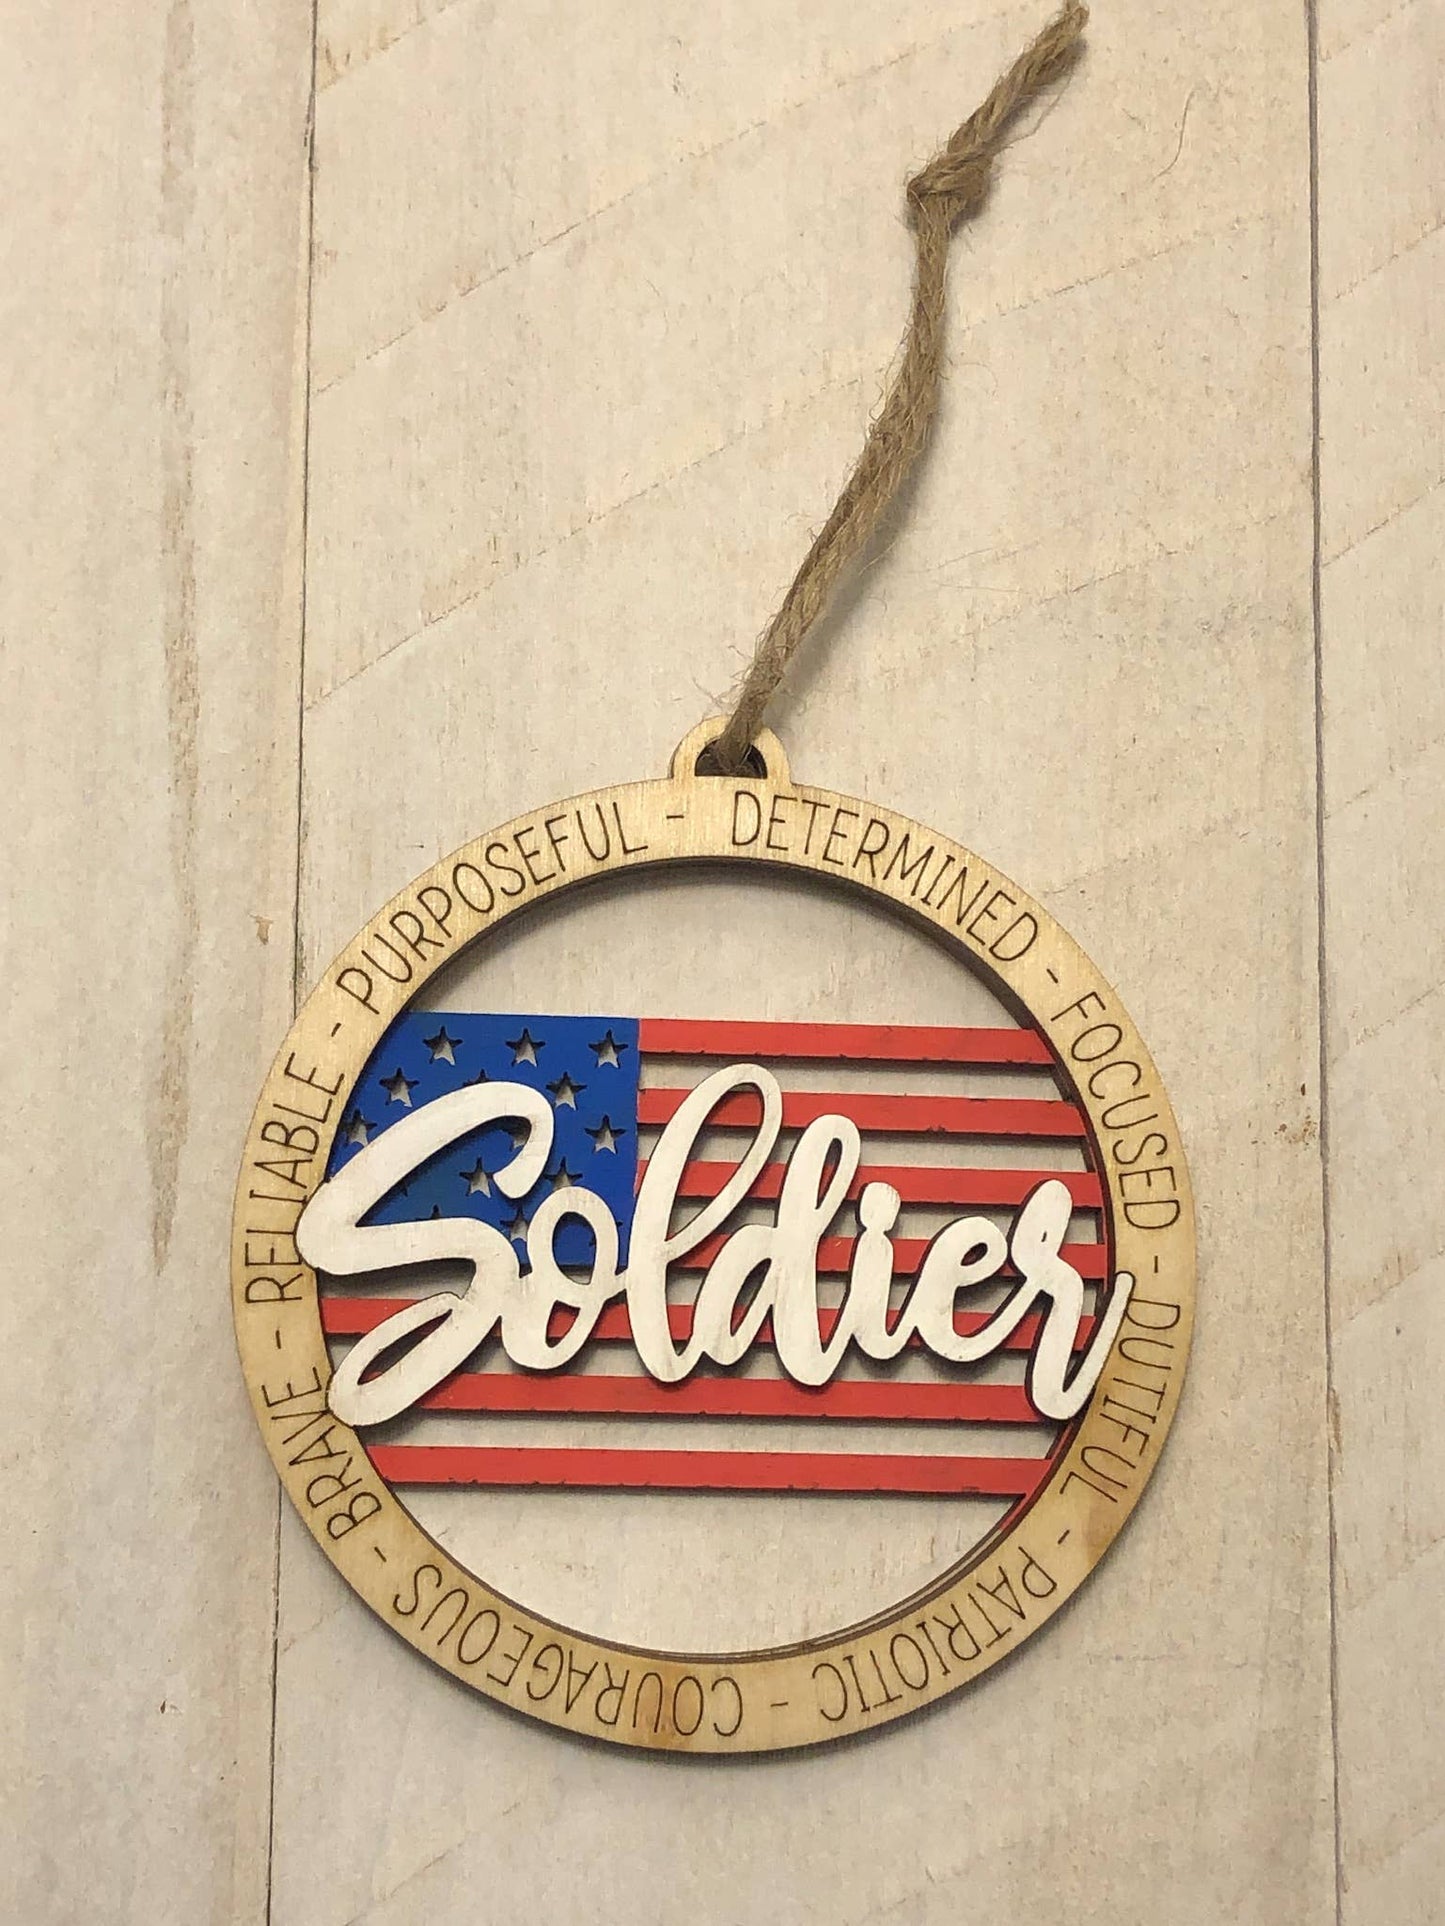 DETERMINED - FOCUSED - DUTIFUL - PATRIOTIC - COURAGEOUS - BRAVE - RELIABLE - PURPOSEFUL -
Soldier